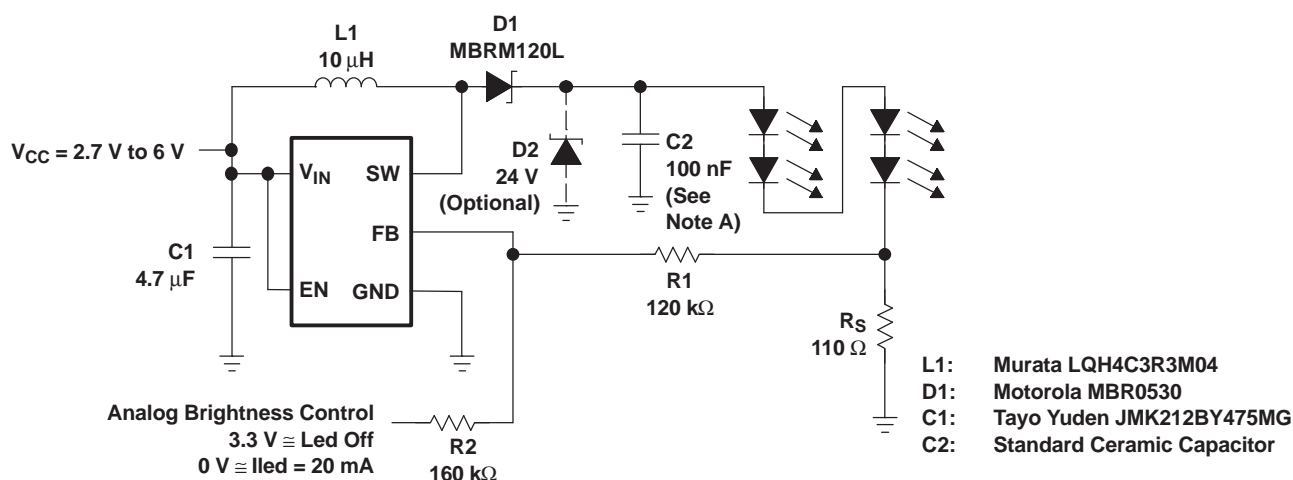 D1
MBRM120L
L1
10 μH
VCC = 2.7 V to 6 V
VIN
SW
FB
EN
GND
C1
4.7 μF
D2
24 V
(Optional)
C2
100 nF
(See
Note A)
R1
120 kΩ
RS
110 Ω
Analog Brightness Control
3.3 V ≅ Led Off
0 V ≅ Iled = 20 mA
R2
160 kΩ
L1: Murata LQH4C3R3M04
D1: Motorola MBR0530
C1: Tayo Yuden JMK212BY475MG
C2: Standard Ceramic Capacitor